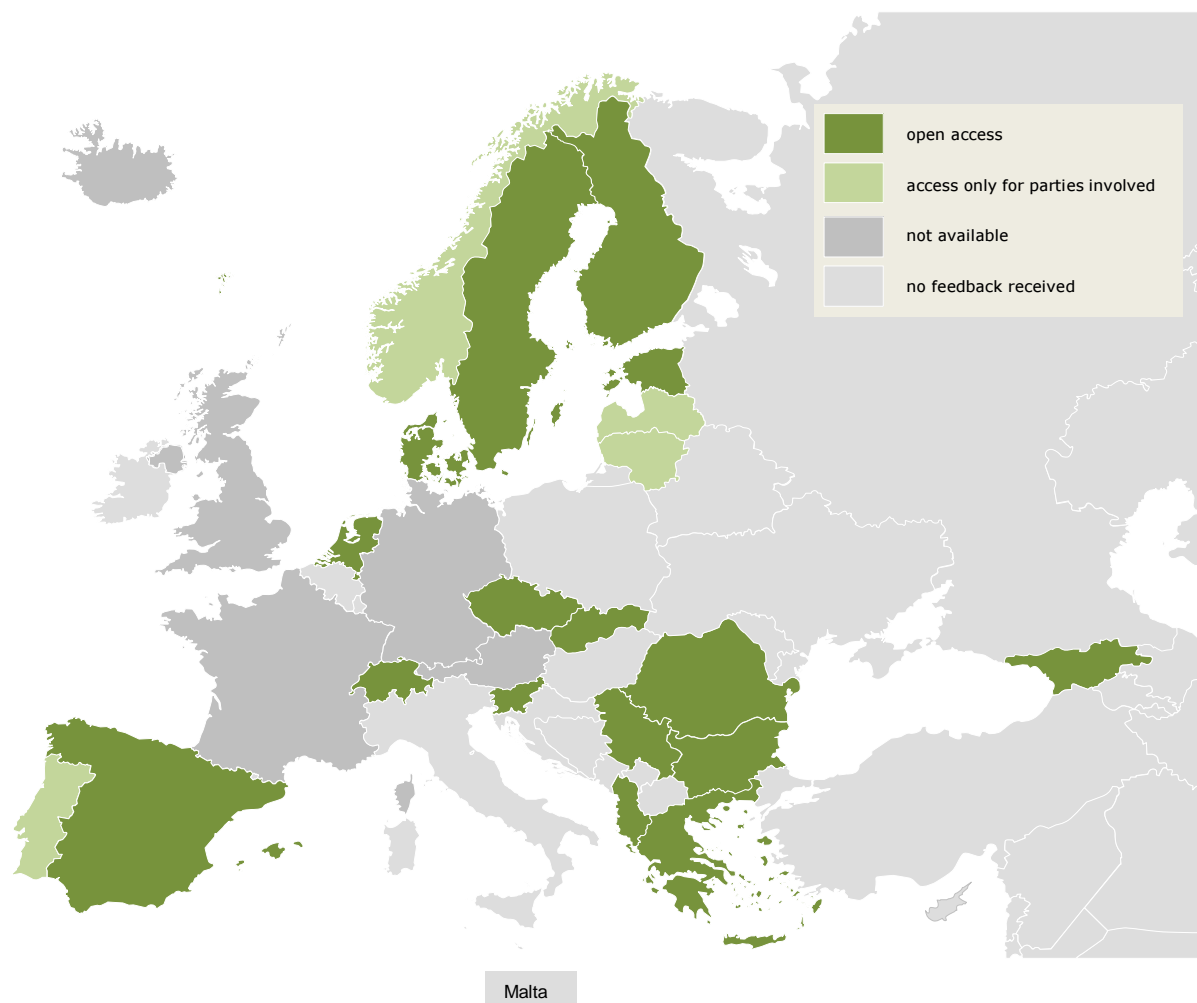 open access
access only for parties involved
not available
no feedback received
Malta